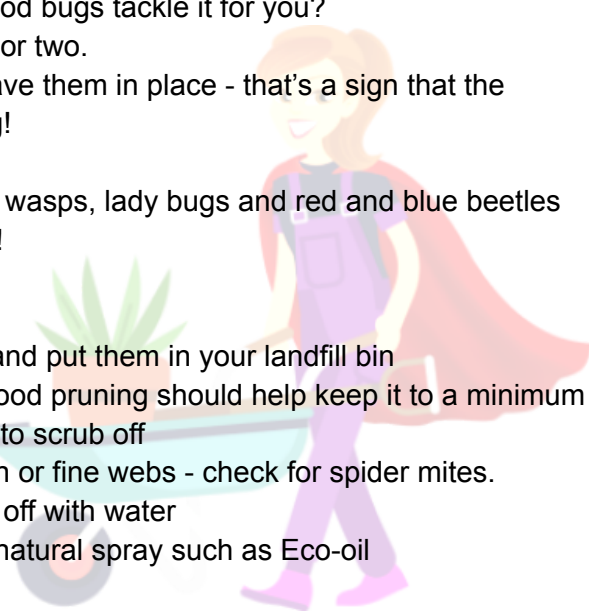 od bugs tackle it for you?
or two.
ave them in place - that's a sign that the
g!
wasps, lady bugs and red and blue beetles
!
and put them in your landfill bin
ood pruning should help keep it to a minimum
to scrub off
n or fine webs - check for spider mites.
off with water
natural spray such as Eco-oil